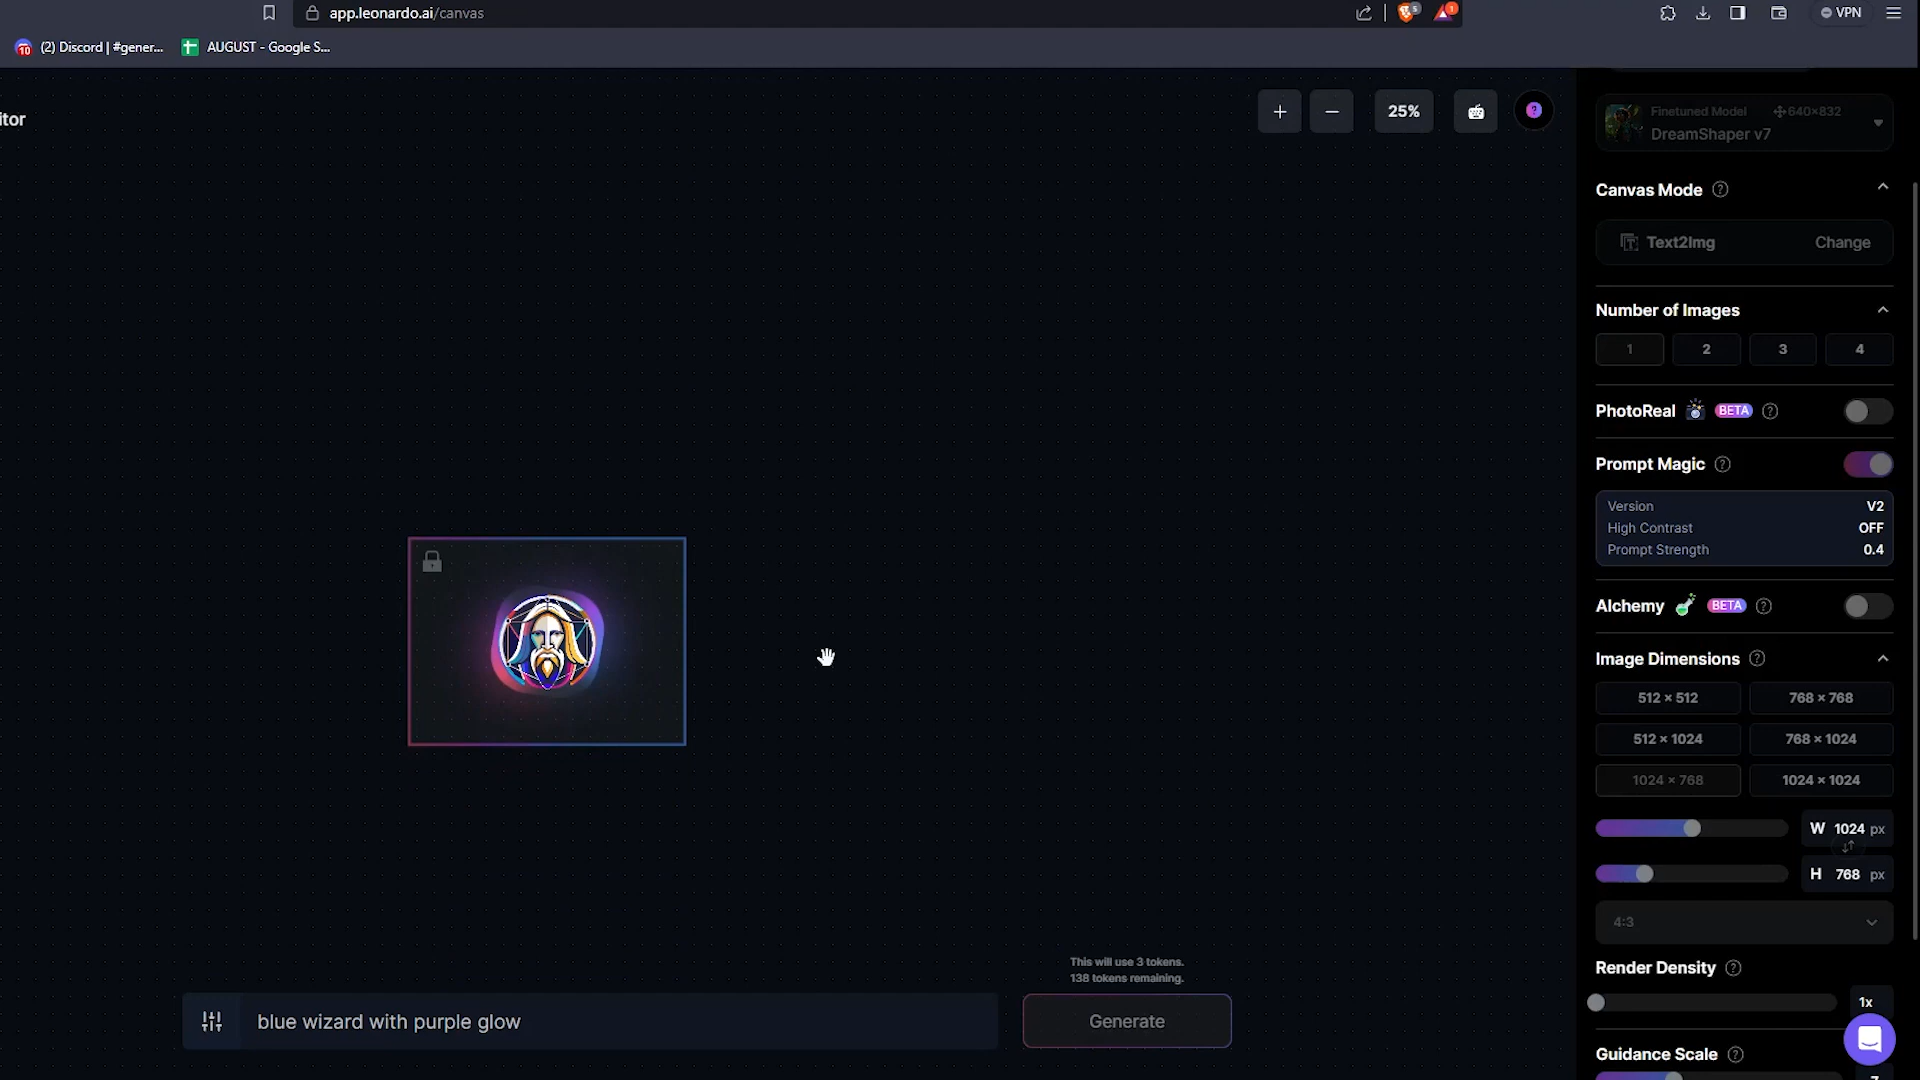 app.leonardo.ai/canvas
5
1
VPN
10
(2) Discord | #gener...
AUGUST - Google S...
itor
25%
?
Finetuned Model
640×832
DreamShaper v7
Canvas Mode ?
Text2Img
Change
Number of Images
1 2 3 4
PhotoReal BETA ?
Prompt Magic ?
Version V2
High Contrast OFF
Prompt Strength 0.4
Alchemy BETA ?
Image Dimensions ?
512 × 512
768 × 768
512 × 1024
768 × 1024
1024 × 768
1024 × 1024
W 1024 px
H 768 px
4:3
Render Density ?
1x
Guidance Scale ?
7
This will use 3 tokens.
138 tokens remaining.
blue wizard with purple glow
Generate